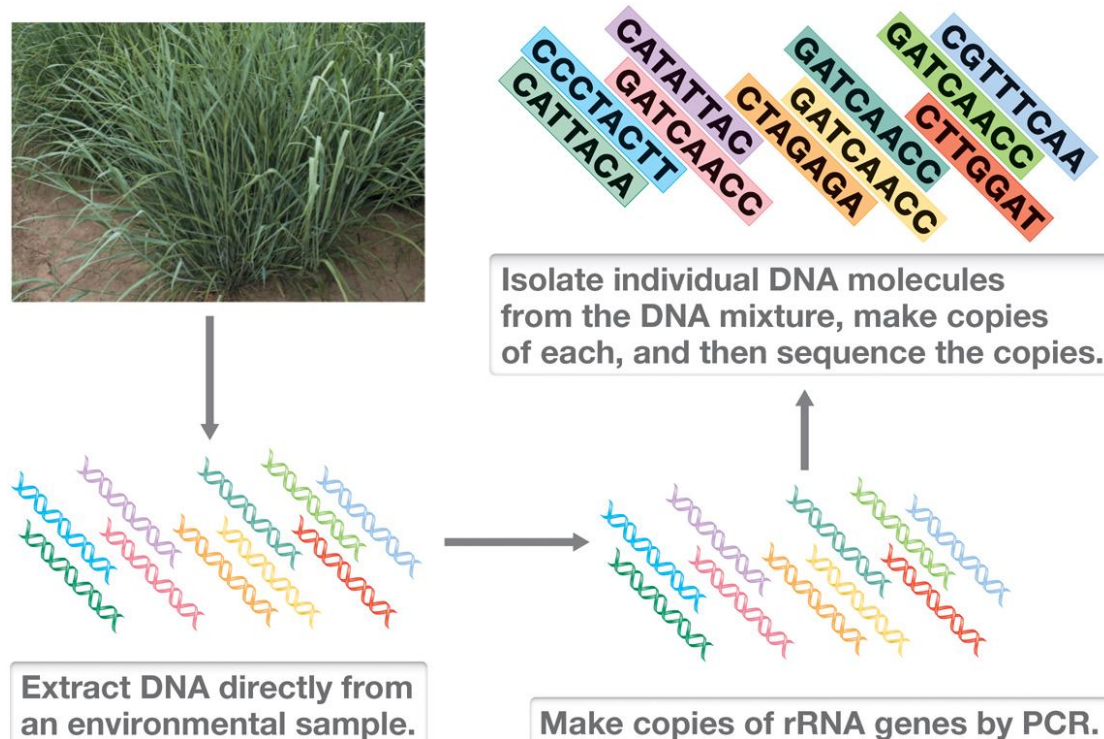 CATTACA
CCCTACTT
CATATTAC
GATCAACC
CTAGAGA
GATCAACC
GATCAACC
GATCAACC
CTTGGAT
CGTTTCAA
Isolate individual DNA molecules
from the DNA mixture, make copies
of each, and then sequence the copies.
Extract DNA directly from
an environmental sample.
Make copies of rRNA genes by PCR.